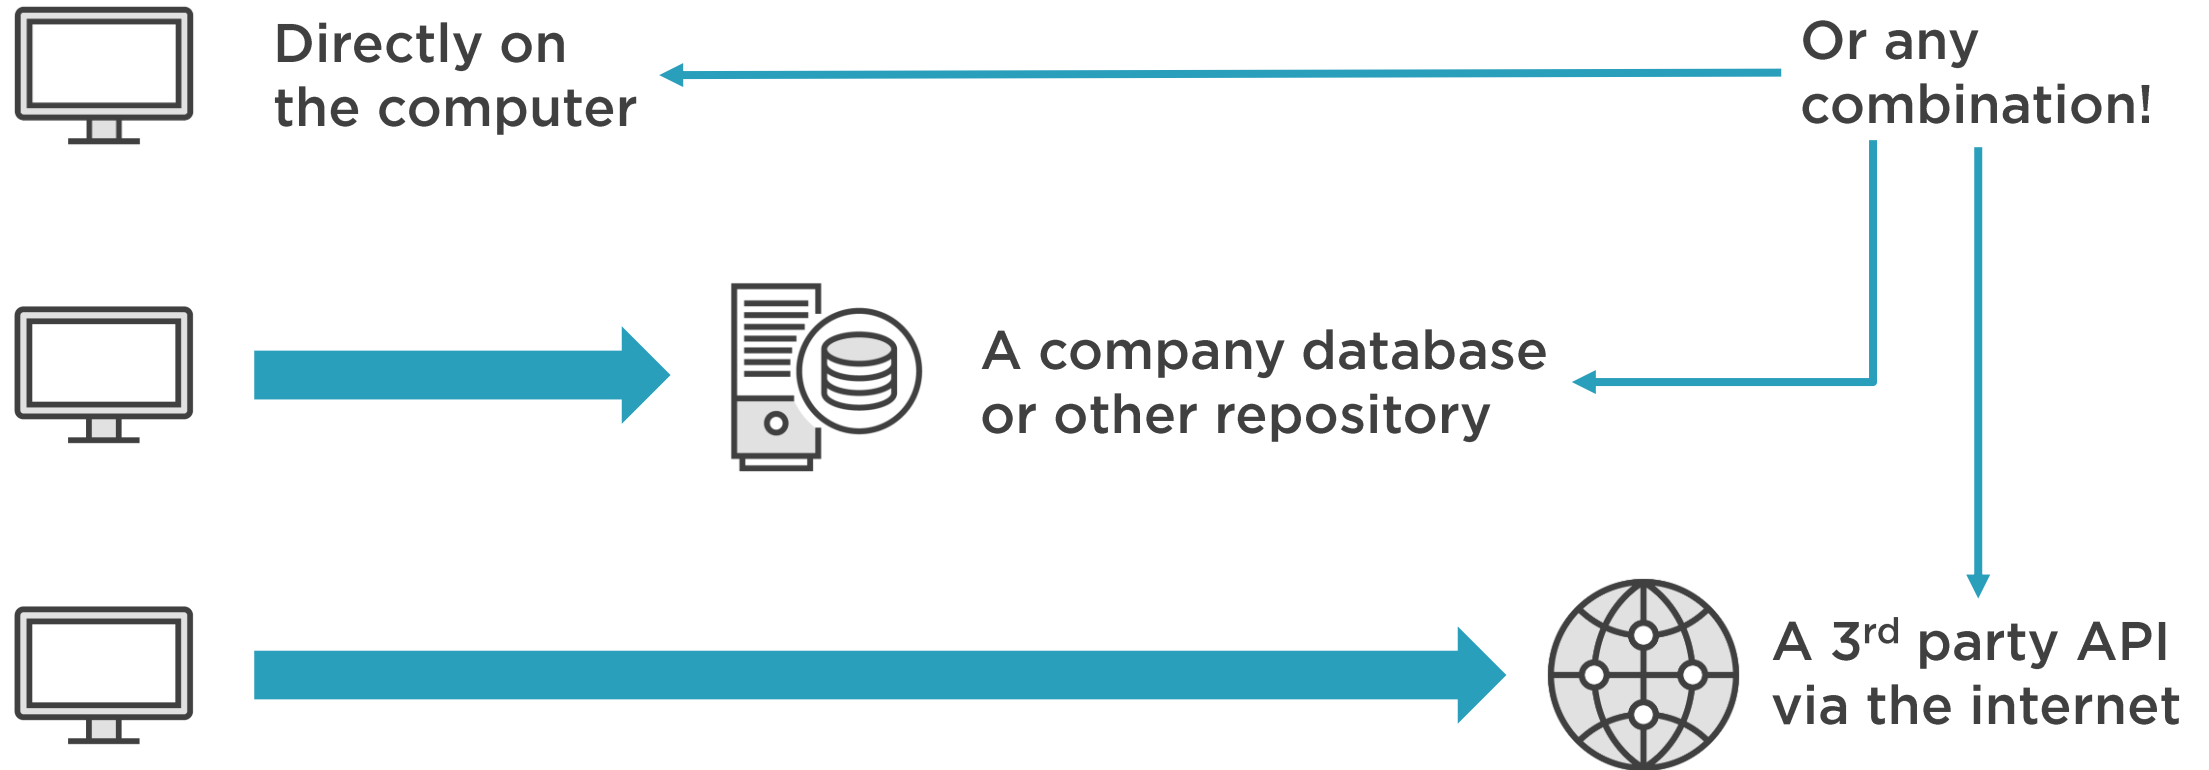 Directly on
the computer
Or any
combination!
A company database
or other repository
A 3rd party API
via the internet